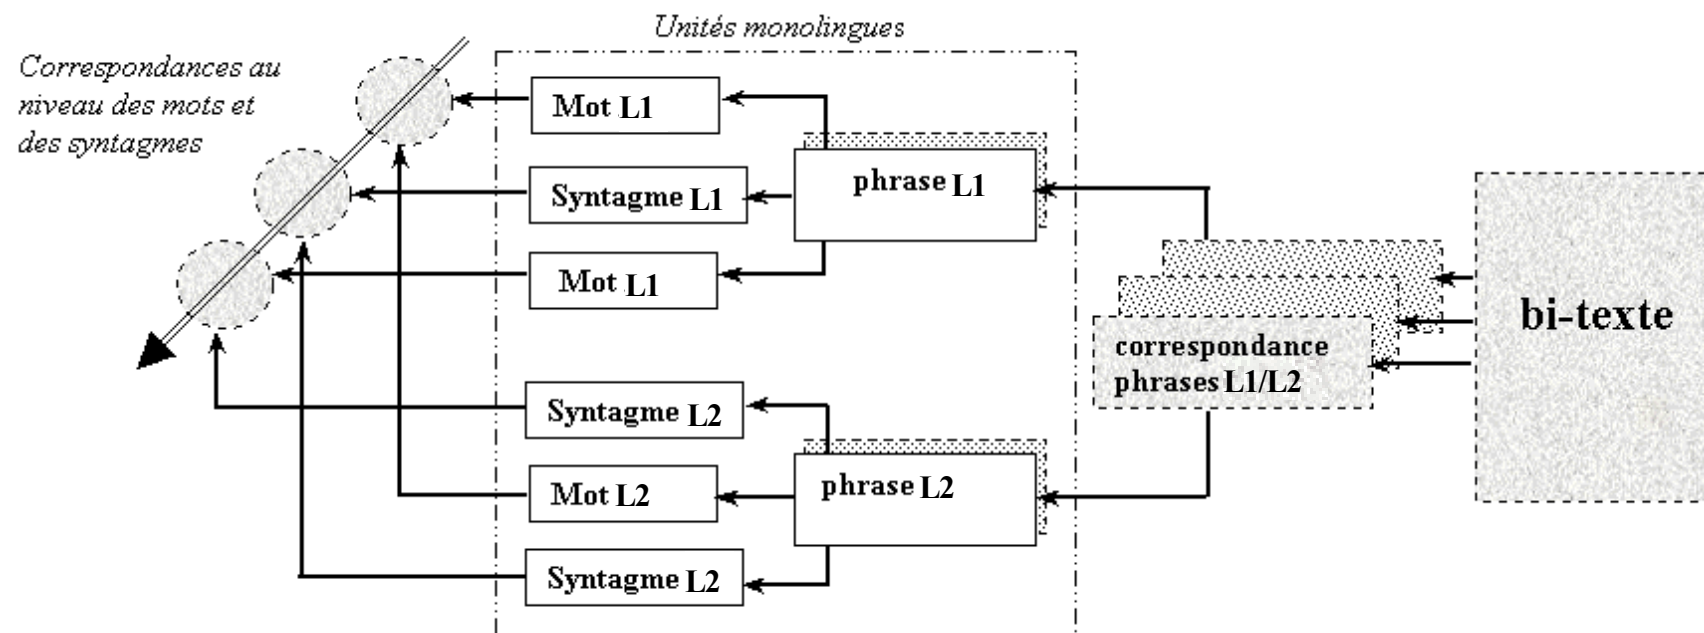 Unités monolingues
Correspondances au
niveau des mots et
des syntagmes
Mot L1
Syntagme L1
Mot L1
phrase L1
Syntagme L2
Mot L2
Syntagme L2
phrase L2
correspondance
phrases L1/L2
bi-texte